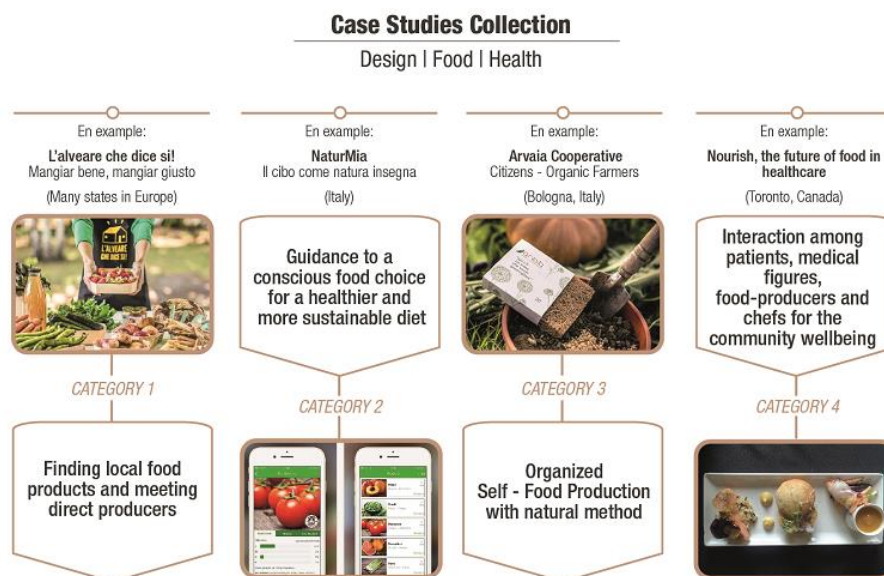 Case Studies Collection
Design | Food | Health
En example:
L'alveare che dice sì!
Mangiar bene, mangiar giusto
(Many states in Europe)
L'ALVEARE
CHE DICE SÌ!
CATEGORY 1
Finding local food
products and meeting
direct producers
En example:
NaturMia
Il cibo come natura insegna
(Italy)
Guidance to a
conscious food choice
for a healthier and
more sustainable diet
CATEGORY 2
En example:
Arvaia Cooperative
Citizens - Organic Farmers
(Bologna, Italy)
CATEGORY 3
Organized
Self - Food Production
with natural method
En example:
Nourish, the future of food in
healthcare
(Toronto, Canada)
Interaction among
patients, medical
figures,
food-producers and
chefs for the
community wellbeing
CATEGORY 4